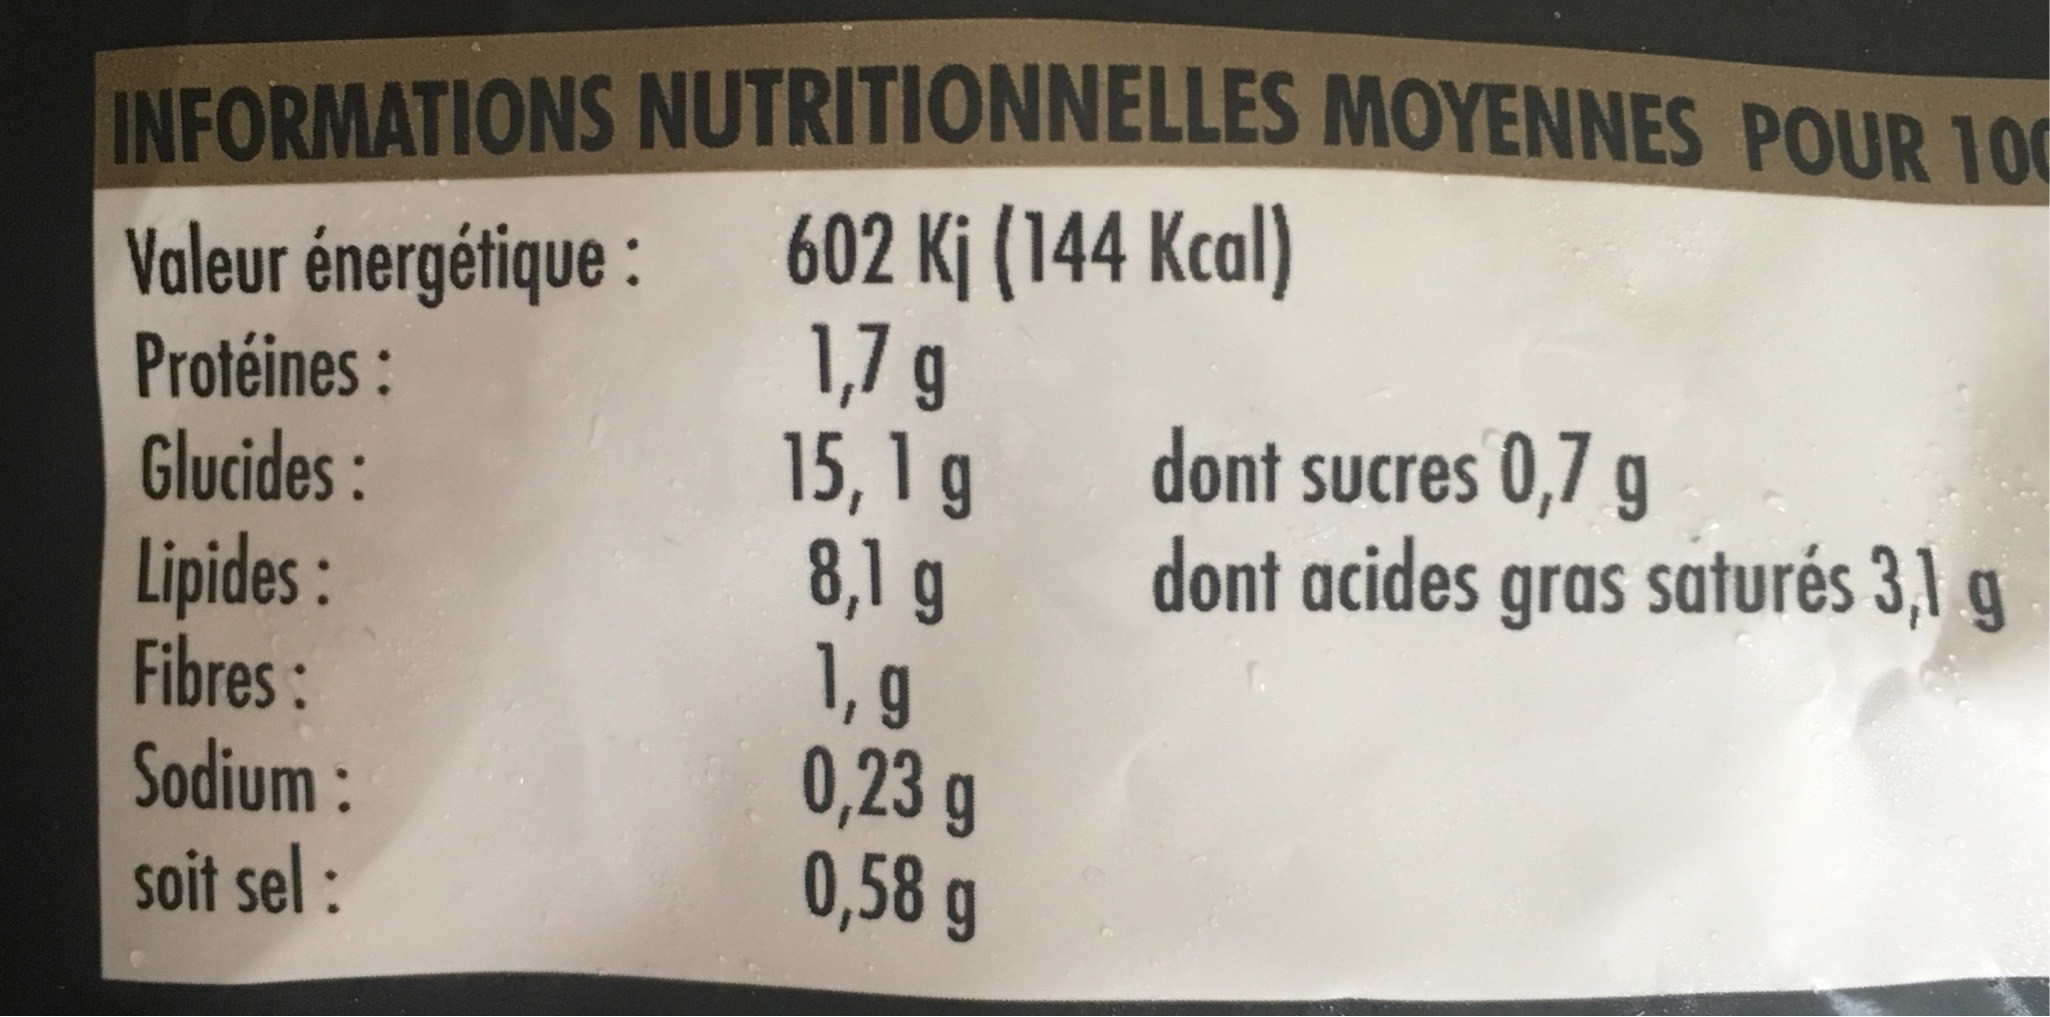 INFORMATIONS NUTRITIONNELLES MOYENNES POUR 100
Valeur énergétique : 602 Kj (144 Kcal)
Protéines : 1,7 g
Glucides : 15, 1 g dont sucres 0,7 g
Lipides : 8,1 g dont acides gras saturés 3,1 g
Fibres : 1, g
Sodium : 0,23 g
soit sel : 0,58 g